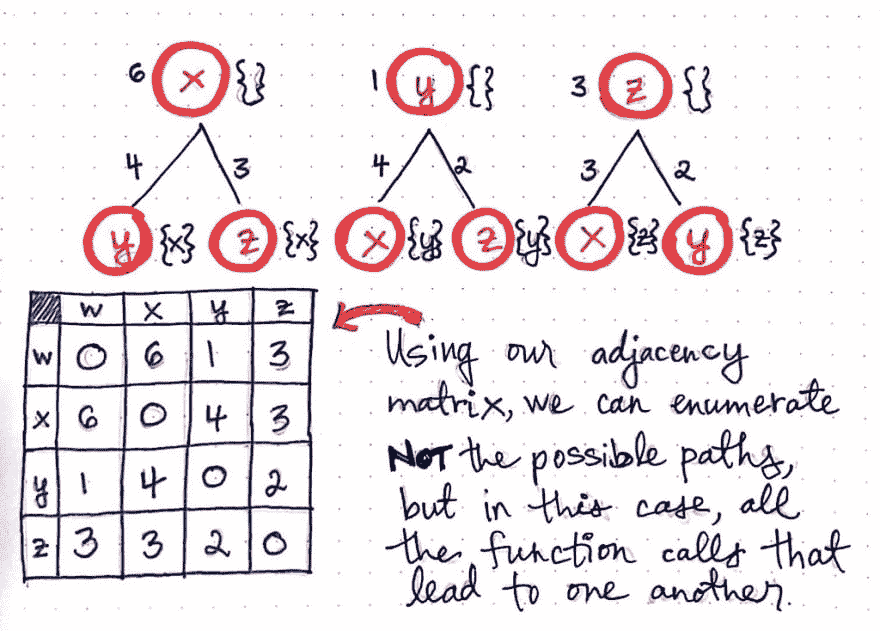 6 x {} 1 y {} 3 z {}
4 3 4 2 3 2
y {x} z {x} x {y} z {y} x {z} y {z}
w x y z
w 0 6 1 3
x 6 0 4 3
y 1 4 0 2
z 3 3 2 0
Using our adjacency
matrix, we can enumerate
NOT the possible paths,
but in this case, all
the function calls that
lead to one another.